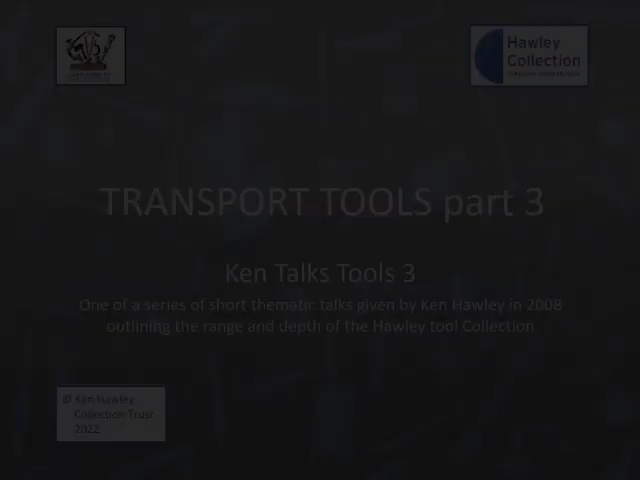 Hawley
Collection
TRANSPORT TOOLS part 3
Ken Talks Tools 3
One of a series of short thematic talks given by Ken Hawley in 2008
outlining the range and depth of the Hawley tool Collection
© Ken Hawley
Collection Trust
2022